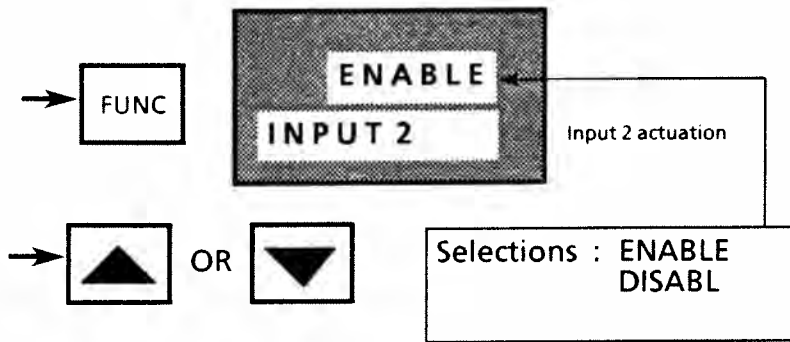 ENABLE
FUNC
INPUT 2
Input 2 actuation
OR
Selections : ENABLE
DISABL